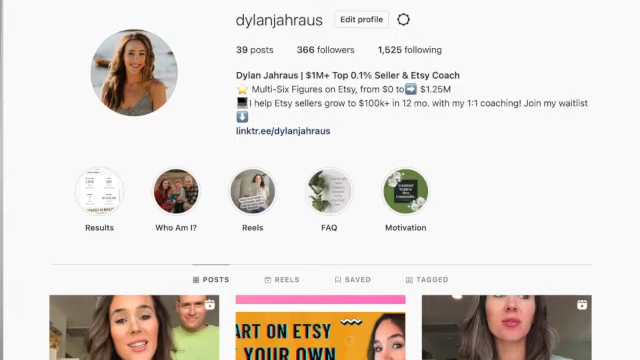 dylanjahraus Edit profile
39 posts 366 followers 1,525 following
Dylan Jahraus | $1M+ Top 0.1% Seller & Etsy Coach
⭐ Multi-Six Figures on Etsy, from $0 to➡️ $1.25M
💻I help Etsy sellers grow to $100k+ in 12 mo. with my 1:1 coaching! Join my waitlist
⬇️
linktr.ee/dylanjahraus
Results Who Am I? Reels FAQ Motivation
POSTS REELS SAVED TAGGED
ART ON ETSY
YOUR OWN